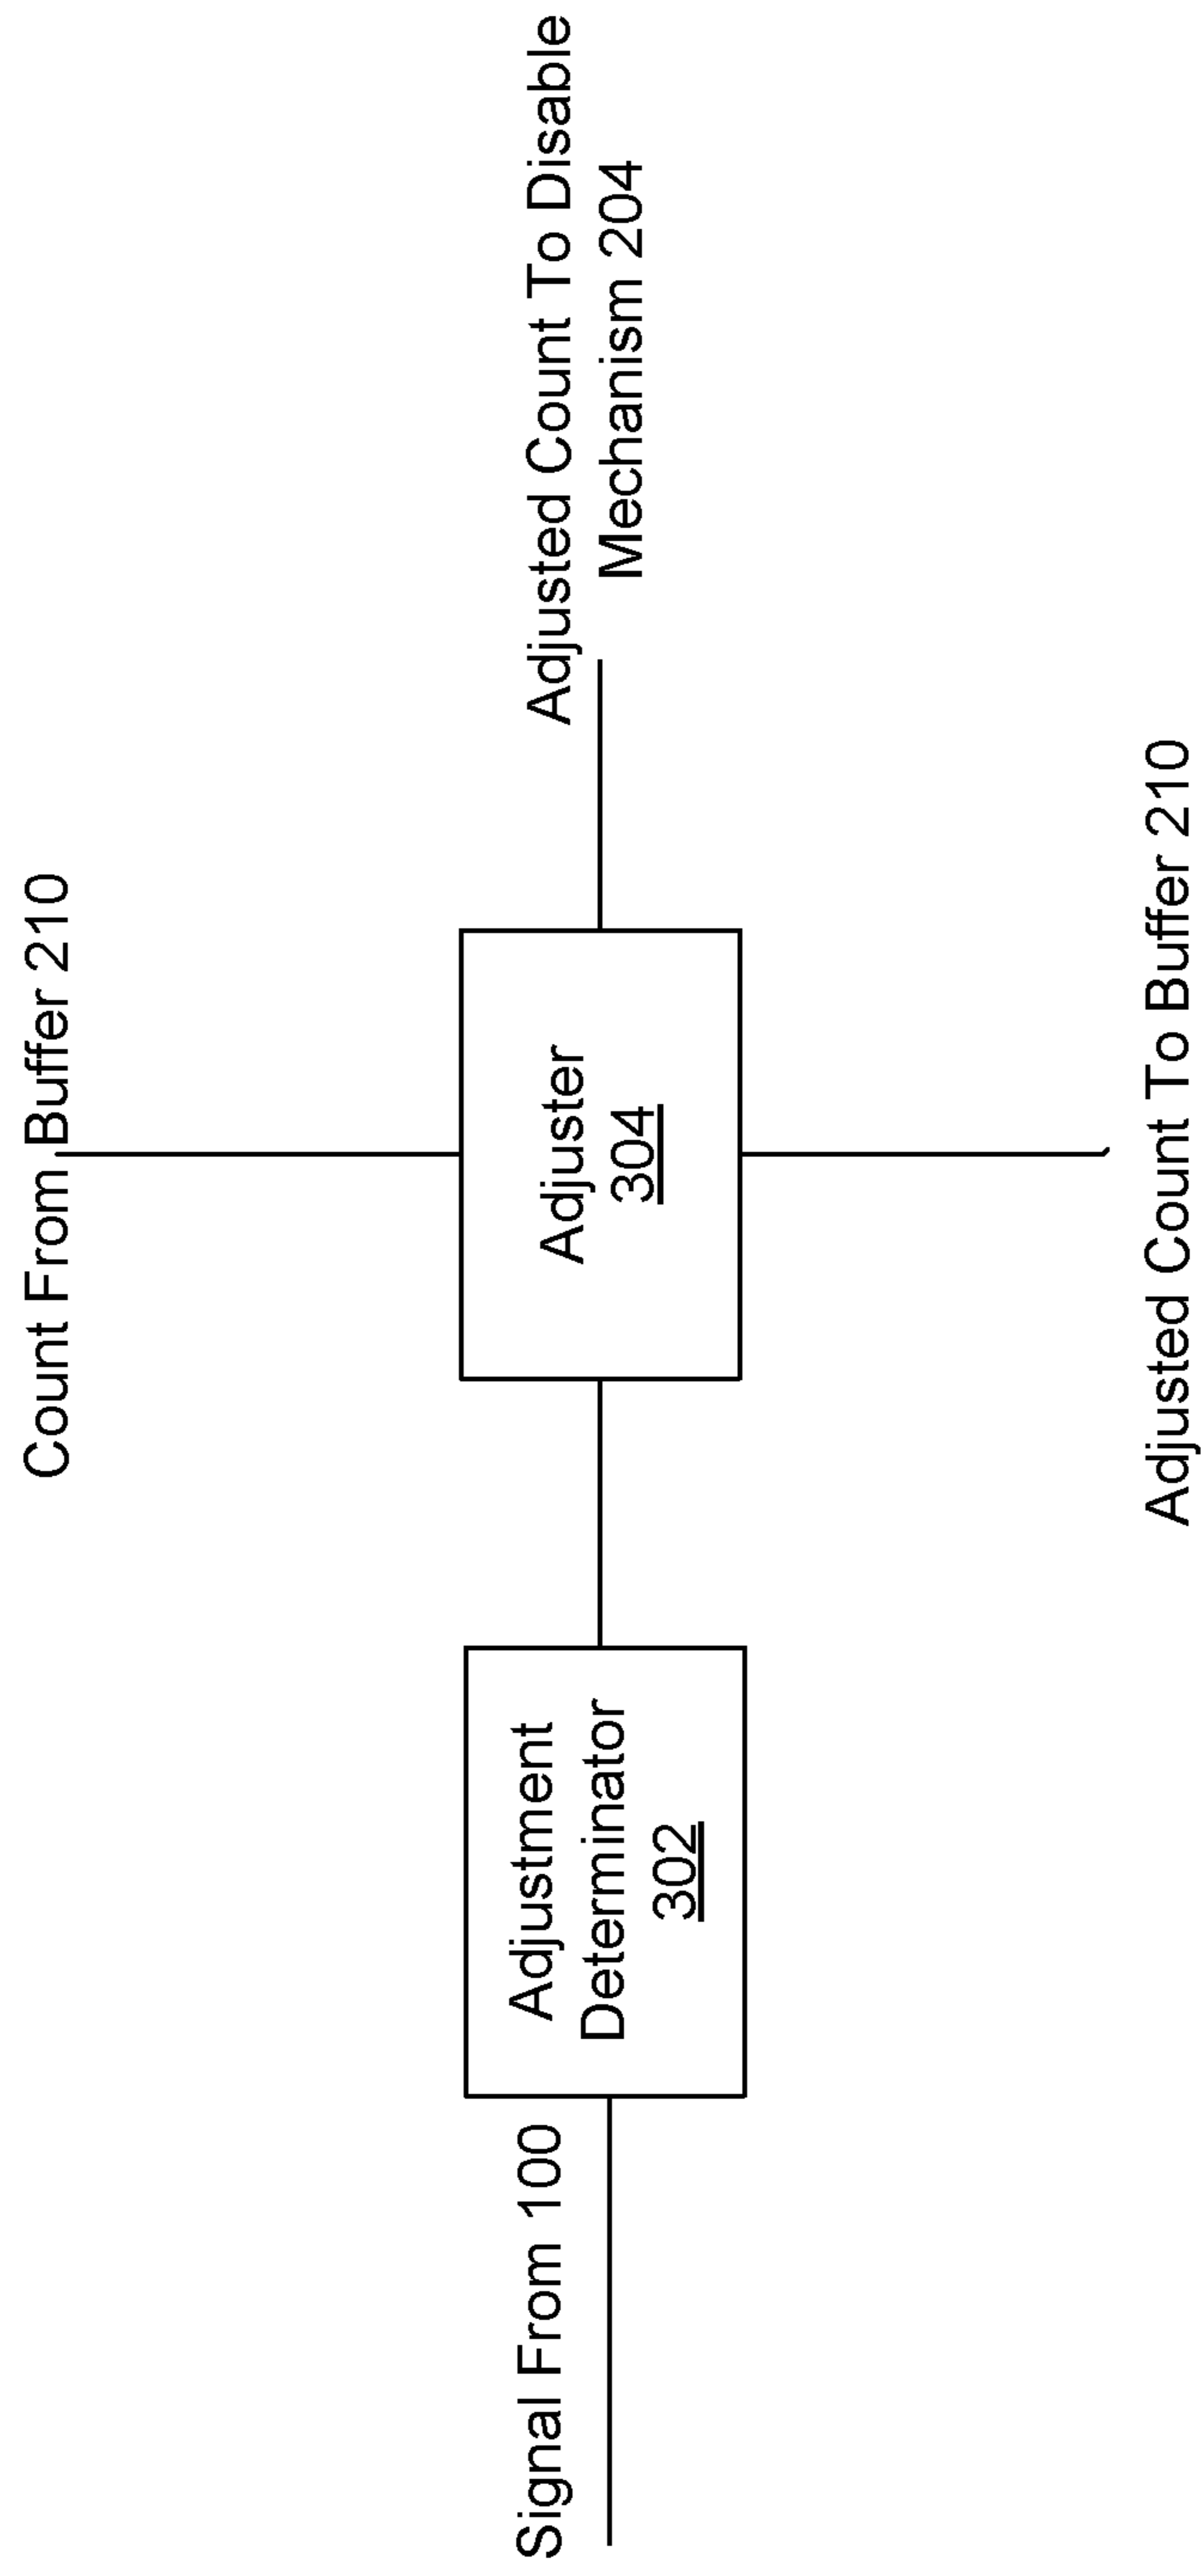 Count From Buffer 210
Signal From 100
Adjustment
Determinator
302
Adjuster
304
Adjusted Count To Disable
Mechanism 204
Adjusted Count To Buffer 210